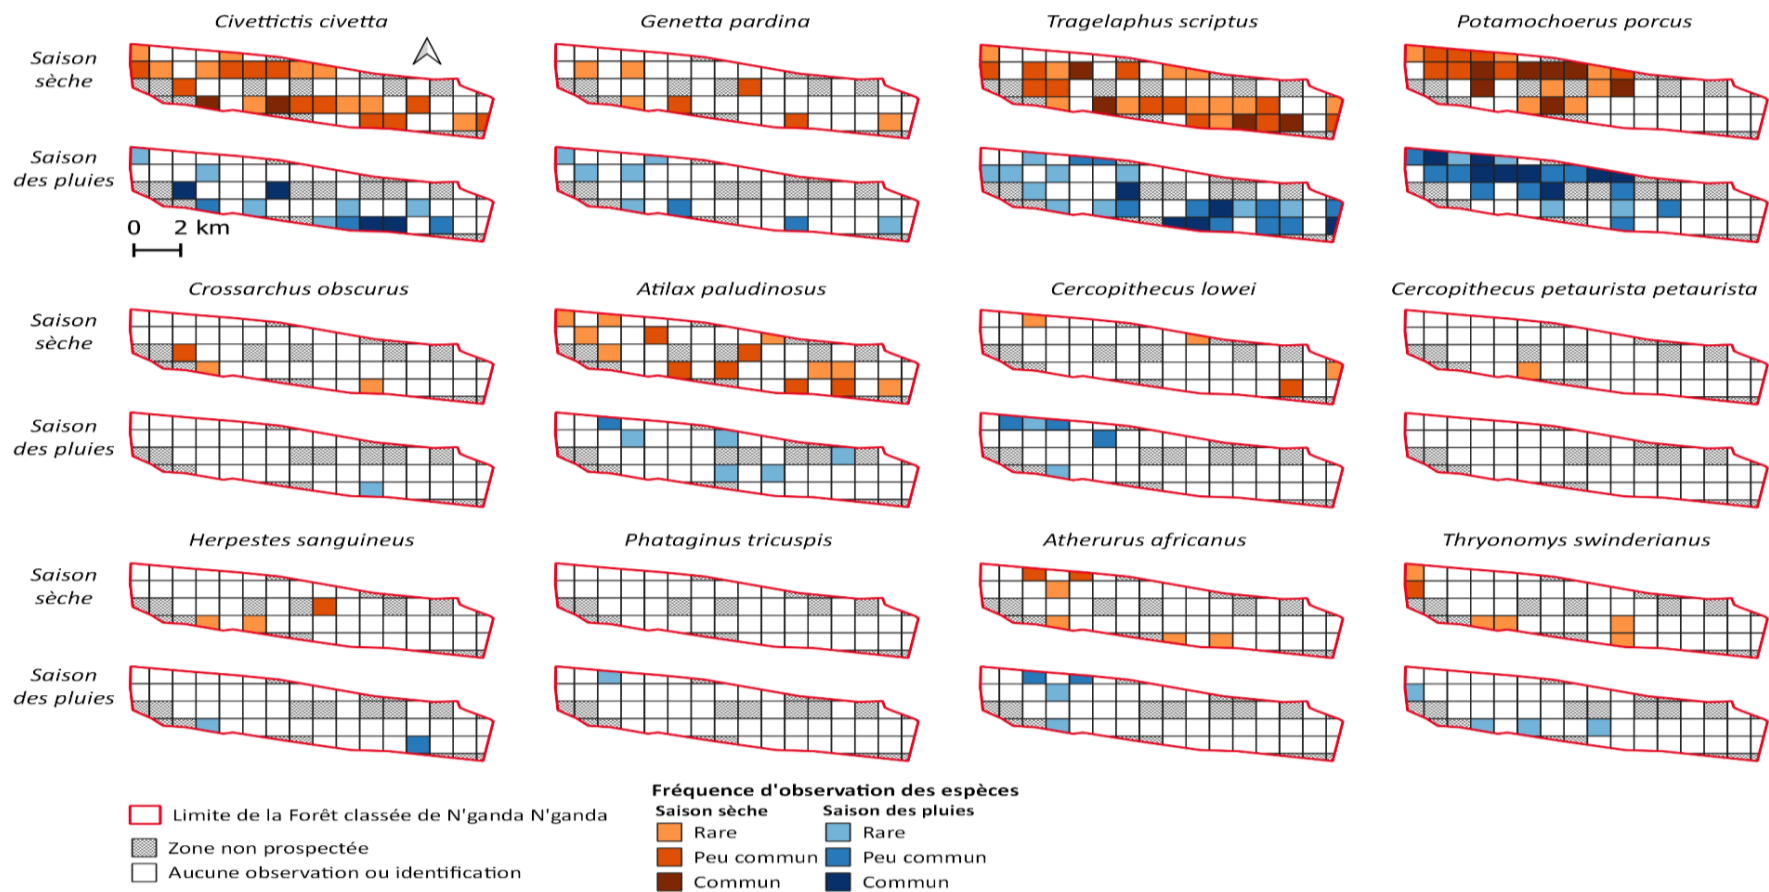 Civettictis civetta
Genetta pardina
Tragelaphus scriptus
Potamochoerus porcus
Saison
sèche
Saison
des pluies
0 2 km
Crossarchus obscurus
Atilax paludinosus
Cercopithecus lowei
Cercopithecus petaurista petaurista
Saison
sèche
Saison
des pluies
Herpestes sanguineus
Phataginus tricuspis
Atherurus africanus
Thryonomys swinderianus
Saison
sèche
Saison
des pluies
Limite de la Forêt classée de N'ganda N'ganda
Zone non prospectée
Aucune observation ou identification
Fréquence d'observation des espèces
Saison sèche
Rare
Peu commun
Commun
Saison des pluies
Rare
Peu commun
Commun